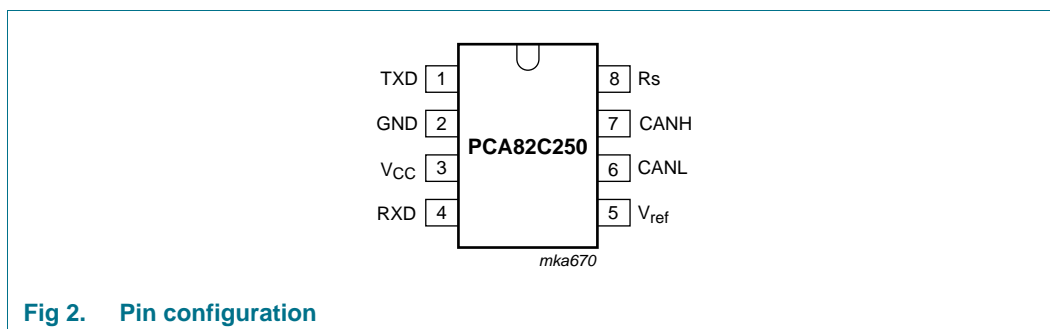 TXD 1 8 Rs
GND 2 7 CANH
PCA82C250
VCC 3 6 CANL
RXD 4 5 Vref
mka670
Fig 2. Pin configuration